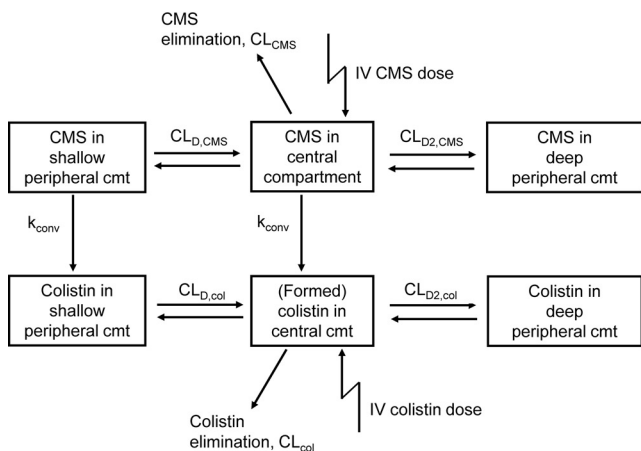 CMS
elimination, CL_CMS
IV CMS dose
CMS in
shallow
peripheral cmt
CL_D,CMS
CMS in
central
compartment
CL_D2,CMS
CMS in
deep
peripheral cmt
k_conv
k_conv
Colistin in
shallow
peripheral cmt
CL_D,col
(Formed)
colistin in
central cmt
CL_D2,col
Colistin in
deep
peripheral cmt
IV colistin dose
Colistin
elimination, CL_col